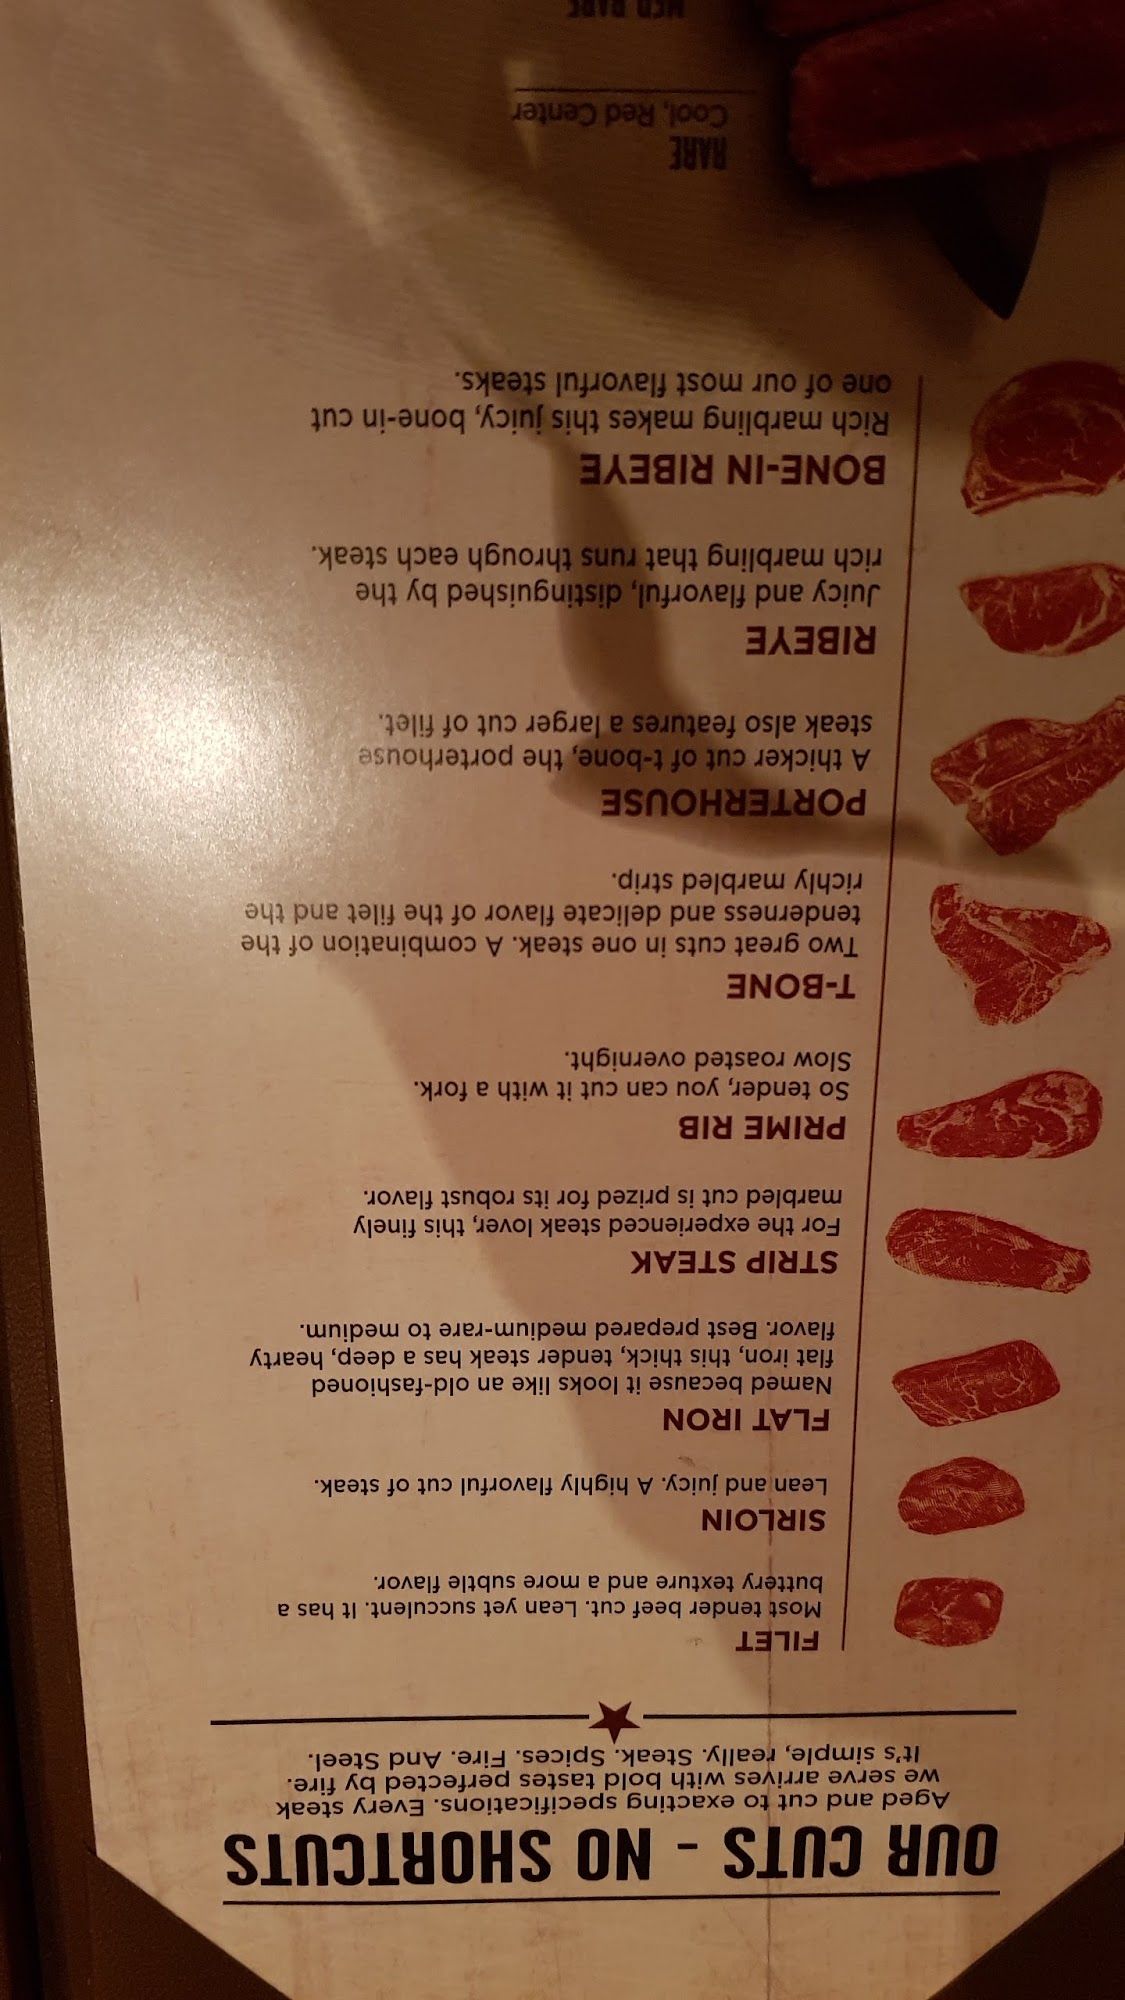 OUR CUTS - NO SHORTCUTS
Aged and cut to exacting specifications. Every steak
we serve arrives with bold tastes perfected by fire.
It's simple, really. Steak. Spices. Fire. And Steel.
FILET
Most tender beef cut. Lean yet succulent. It has a
buttery texture and a more subtle flavor.
SIRLOIN
Lean and juicy. A highly flavorful cut of steak.
FLAT IRON
Named because it looks like an old-fashioned
flat iron, this thick, tender steak has a deep, hearty
flavor. Best prepared medium-rare to medium.
STRIP STEAK
For the experienced steak lover, this finely
marbled cut is prized for its robust flavor.
PRIME RIB
So tender, you can cut it with a fork.
Slow roasted overnight.
T-BONE
Two great cuts in one steak. A combination of the
tenderness and delicate flavor of the filet and the
richly marbled strip.
PORTERHOUSE
A thicker cut of t-bone, the porterhouse
steak also features a larger cut of filet.
RIBEYE
Juicy and flavorful, distinguished by the
rich marbling that runs through each steak.
BONE-IN RIBEYE
Rich marbling makes this juicy, bone-in cut
one of our most flavorful steaks.
RARE
Cool, Red Center
MED RARE